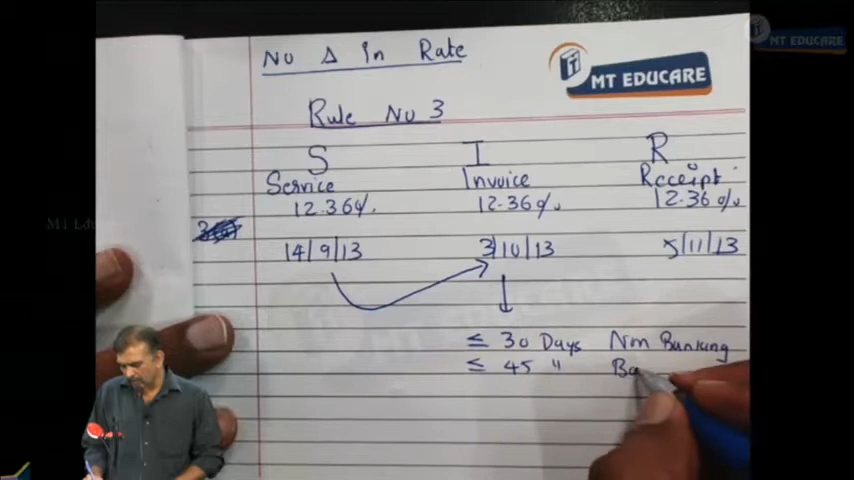 No Δ in Rate
MT EDUCARE
MT EDUCARE
Rule No 3
S I R
Service Invoice Receipt
12.36% 12.36% 12.36%
14/9/13 3/10/13 5/11/13
≤ 30 Days Non Banking
≤ 45 " Ba